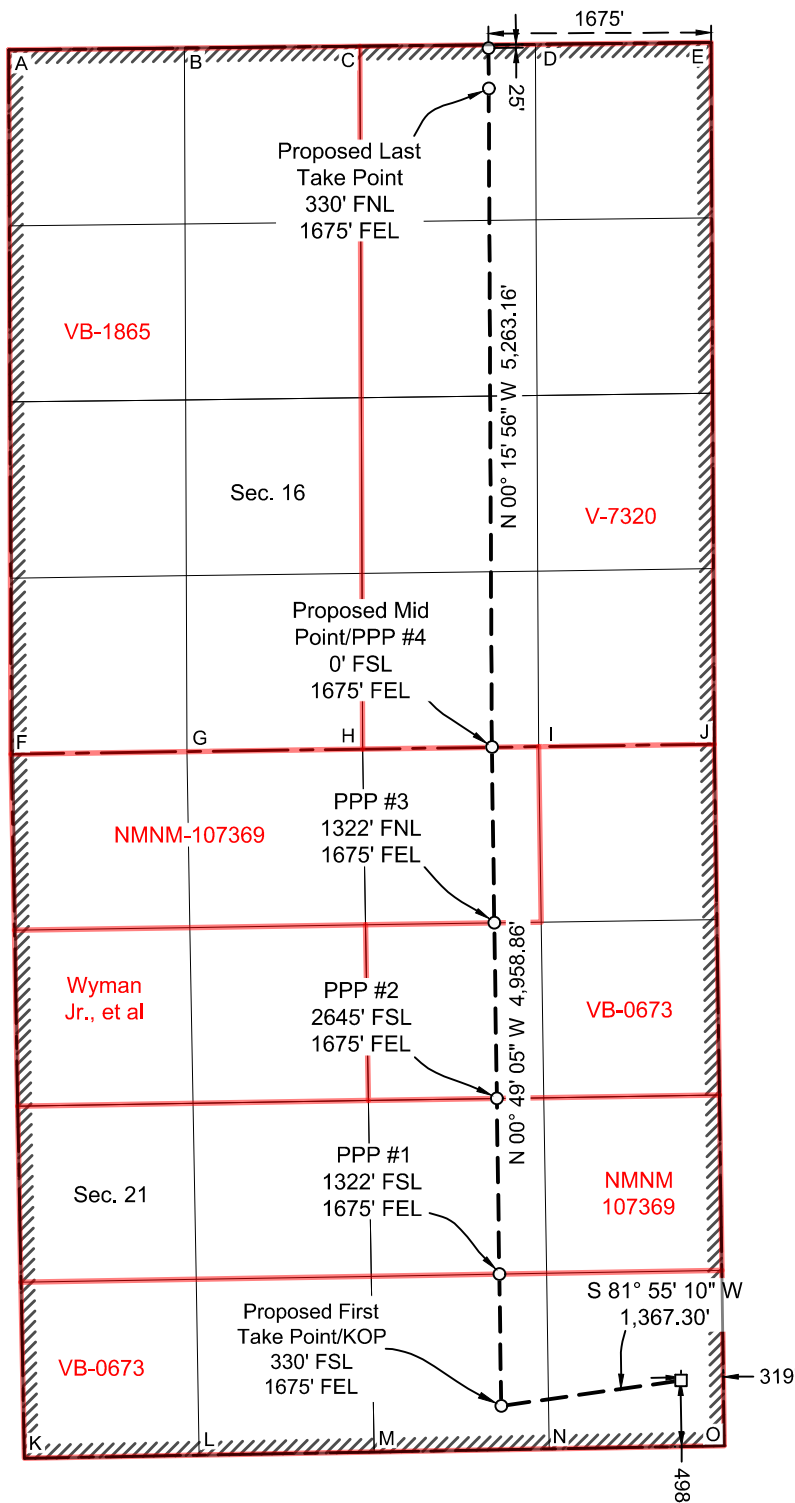 1675'
A
B
C
D
E
25'
Proposed Last
Take Point
330' FNL
1675' FEL
N 00° 15' 56" W 5,263.16'
VB-1865
Sec. 16
V-7320
Proposed Mid
Point/PPP #4
0' FSL
1675' FEL
F
G
H
I
J
PPP #3
1322' FNL
1675' FEL
NMNM-107369
N 00° 49' 05" W 4,958.86'
Wyman
Jr., et al
PPP #2
2645' FSL
1675' FEL
VB-0673
PPP #1
1322' FSL
1675' FEL
Sec. 21
NMNM
107369
S 81° 55' 10" W
1,367.30'
Proposed First
Take Point/KOP
330' FSL
1675' FEL
VB-0673
319
K
L
M
N
O
498